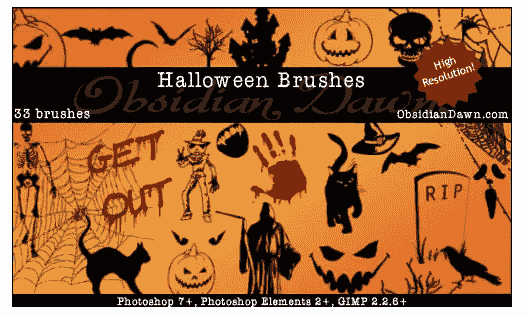 High
Resolution!
Halloween Brushes
Obsidian Dawn
33 brushes
ObsidianDawn.com
GET
OUT
RIP
Photoshop 7+, Photoshop Elements 2+, GIMP 2.2.6+